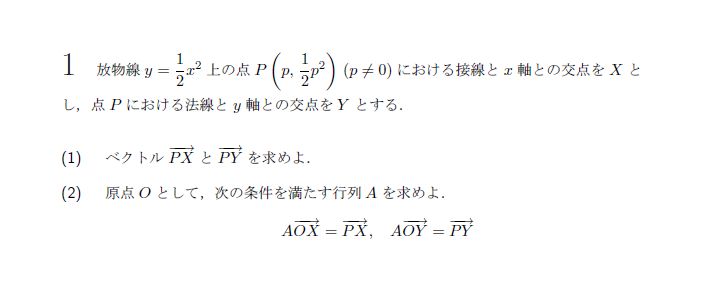 1 放物線 $y = \frac{1}{2}x^2$ 上の点 $P\left(p, \frac{1}{2}p^2\right)$ $(p \neq 0)$ における接線と $x$ 軸との交点を $X$ と
し，点 $P$ における法線と $y$ 軸との交点を $Y$ とする．
(1) ベクトル $\overrightarrow{PX}$ と $\overrightarrow{PY}$ を求めよ．
(2) 原点 $O$ として，次の条件を満たす行列 $A$ を求めよ．
$A\overrightarrow{OX} = \overrightarrow{PX}, \quad A\overrightarrow{OY} = \overrightarrow{PY}$